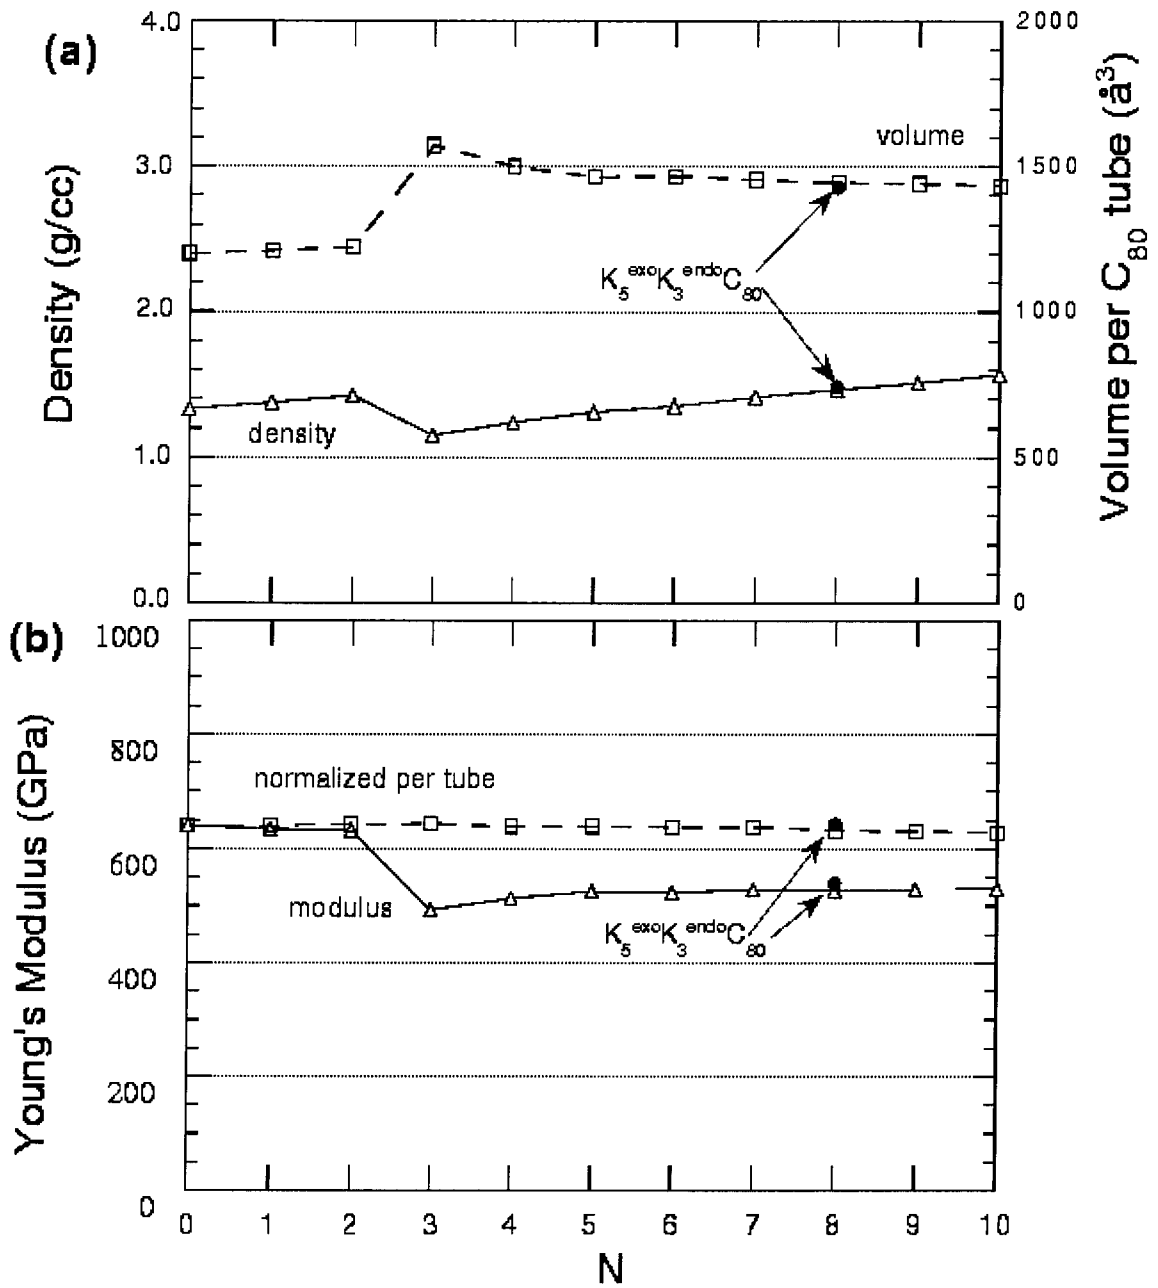 (a)
Density (g/cc)
4.0
3.0
2.0
1.0
0.0
2000
1500
1000
500
0
Volume per C80 tube (å³)
volume
K5exoK3endoC80
density
(b)
Young's Modulus (GPa)
1000
800
600
400
200
0
normalized per tube
modulus
K5exoK3endoC80
0 1 2 3 4 5 6 7 8 9 10
N